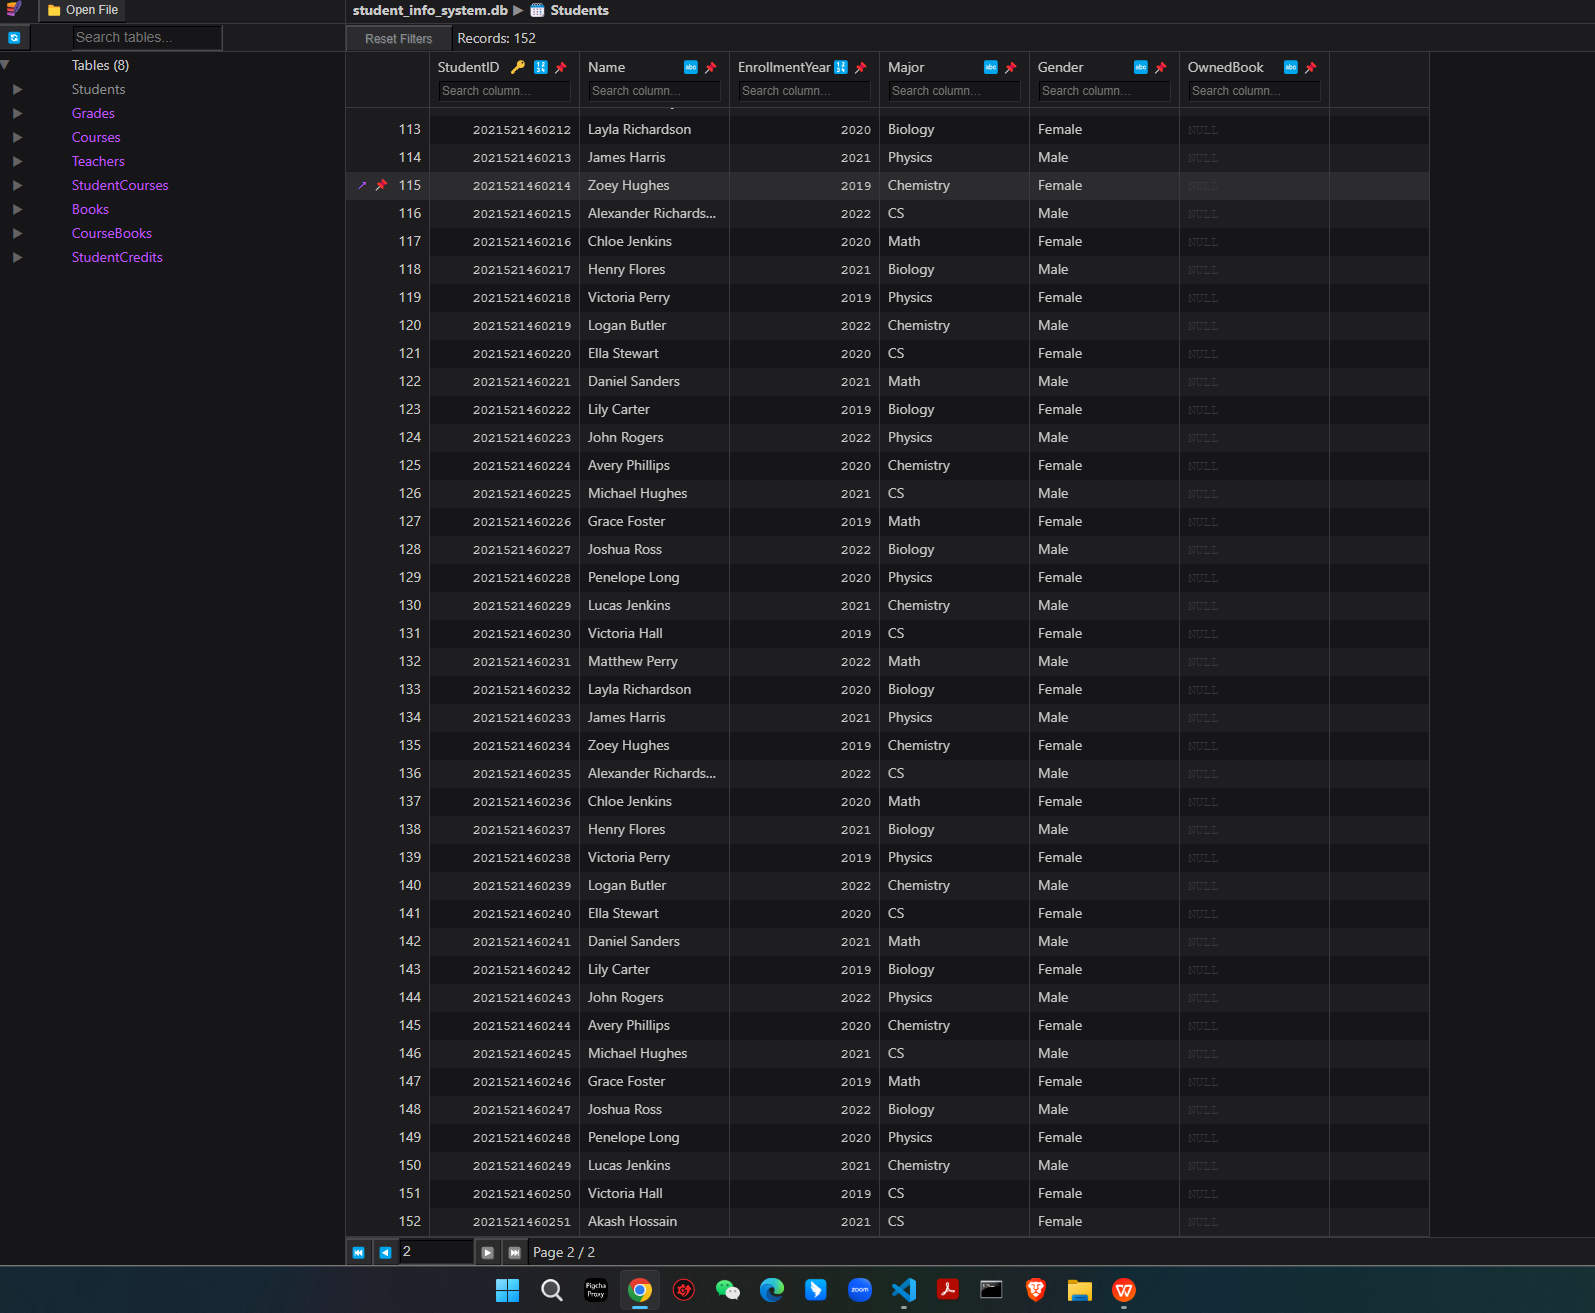 Open File
student_info_system.db ▶ Students
Search tables...
Reset Filters Records: 152
Tables (8)
Students
Grades
Courses
Teachers
StudentCourses
Books
CourseBooks
StudentCredits
StudentID Name EnrollmentYear Major Gender OwnedBook
Search column... Search column... Search column... Search column... Search column... Search column...
113 2021521460212 Layla Richardson 2020 Biology Female NULL
114 2021521460213 James Harris 2021 Physics Male NULL
115 2021521460214 Zoey Hughes 2019 Chemistry Female NULL
116 2021521460215 Alexander Richards... 2022 CS Male NULL
117 2021521460216 Chloe Jenkins 2020 Math Female NULL
118 2021521460217 Henry Flores 2021 Biology Male NULL
119 2021521460218 Victoria Perry 2019 Physics Female NULL
120 2021521460219 Logan Butler 2022 Chemistry Male NULL
121 2021521460220 Ella Stewart 2020 CS Female NULL
122 2021521460221 Daniel Sanders 2021 Math Male NULL
123 2021521460222 Lily Carter 2019 Biology Female NULL
124 2021521460223 John Rogers 2022 Physics Male NULL
125 2021521460224 Avery Phillips 2020 Chemistry Female NULL
126 2021521460225 Michael Hughes 2021 CS Male NULL
127 2021521460226 Grace Foster 2019 Math Female NULL
128 2021521460227 Joshua Ross 2022 Biology Male NULL
129 2021521460228 Penelope Long 2020 Physics Female NULL
130 2021521460229 Lucas Jenkins 2021 Chemistry Male NULL
131 2021521460230 Victoria Hall 2019 CS Female NULL
132 2021521460231 Matthew Perry 2022 Math Male NULL
133 2021521460232 Layla Richardson 2020 Biology Female NULL
134 2021521460233 James Harris 2021 Physics Male NULL
135 2021521460234 Zoey Hughes 2019 Chemistry Female NULL
136 2021521460235 Alexander Richards... 2022 CS Male NULL
137 2021521460236 Chloe Jenkins 2020 Math Female NULL
138 2021521460237 Henry Flores 2021 Biology Male NULL
139 2021521460238 Victoria Perry 2019 Physics Female NULL
140 2021521460239 Logan Butler 2022 Chemistry Male NULL
141 2021521460240 Ella Stewart 2020 CS Female NULL
142 2021521460241 Daniel Sanders 2021 Math Male NULL
143 2021521460242 Lily Carter 2019 Biology Female NULL
144 2021521460243 John Rogers 2022 Physics Male NULL
145 2021521460244 Avery Phillips 2020 Chemistry Female NULL
146 2021521460245 Michael Hughes 2021 CS Male NULL
147 2021521460246 Grace Foster 2019 Math Female NULL
148 2021521460247 Joshua Ross 2022 Biology Male NULL
149 2021521460248 Penelope Long 2020 Physics Female NULL
150 2021521460249 Lucas Jenkins 2021 Chemistry Male NULL
151 2021521460250 Victoria Hall 2019 CS Female NULL
152 2021521460251 Akash Hossain 2021 CS Female NULL
2 Page 2 / 2
Figcha
Proxy
zoom